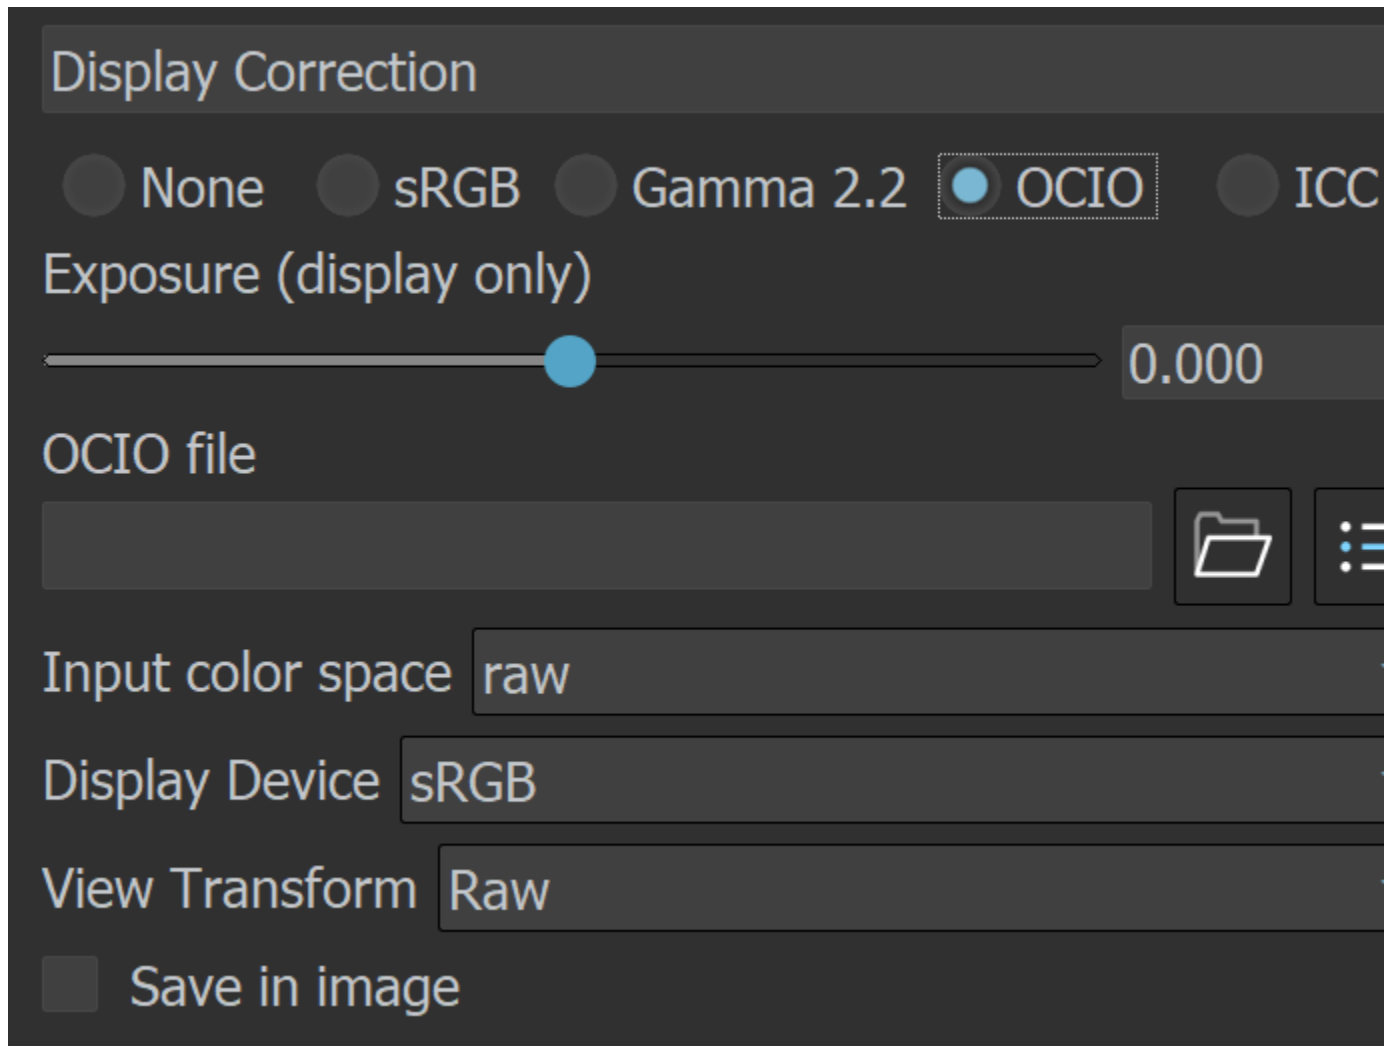 Display Correction
None sRGB Gamma 2.2 OCIO ICC
Exposure (display only)
0.000
OCIO file
Input color space raw
Display Device sRGB
View Transform Raw
Save in image